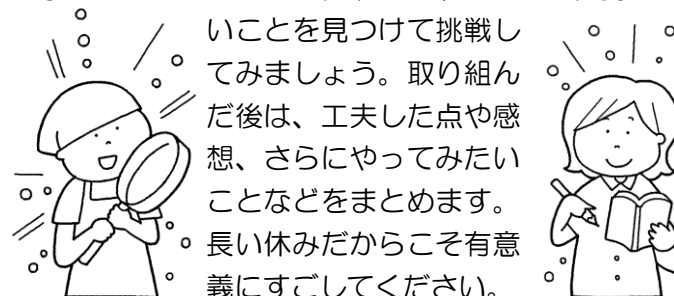 いことを見つけて挑戦し
てみましょう。取り組ん
だ後は、工夫した点や感
想、さらにやってみたい
ことなどをまとめます。
長い休みだからこそ有意
義にすごしてください。